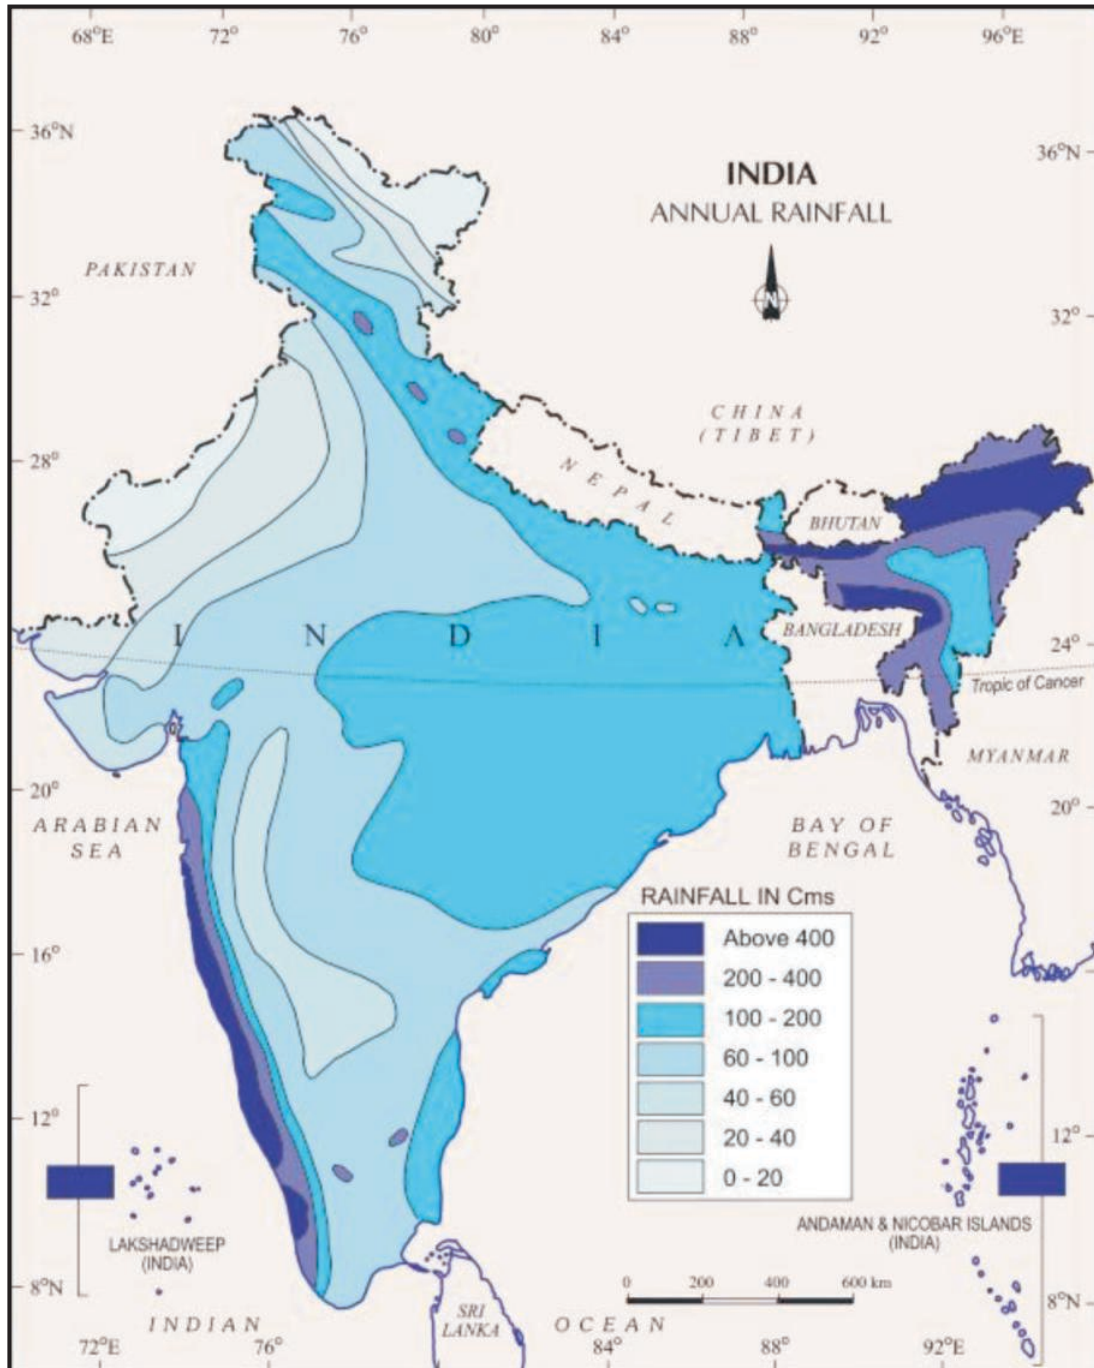 68°E 72° 76° 80° 84° 88° 92° 96°E
36°N
36°N
INDIA
ANNUAL RAINFALL
N
PAKISTAN
32°
32°
CHINA
(TIBET)
NEPAL
28°
BHUTAN
INDIA
BANGLADESH
24°
Tropic of Cancer
MYANMAR
20°
20°
ARABIAN
SEA
BAY OF
BENGAL
RAINFALL IN Cms
Above 400
200 - 400
100 - 200
60 - 100
40 - 60
20 - 40
0 - 20
16°
12°
12°
LAKSHADWEEP
(INDIA)
ANDAMAN & NICOBAR ISLANDS
(INDIA)
0 200 400 600 km
8°N
8°N
INDIAN OCEAN
SRI
LANKA
72°E 76° 80° 84° 88° 92°E